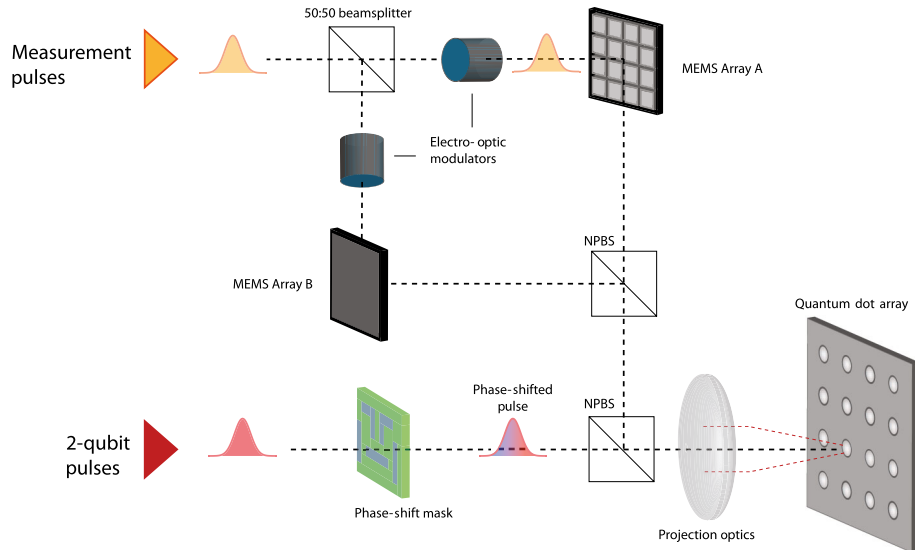 50:50 beamsplitter
Measurement
pulses
MEMS Array A
Electro- optic
modulators
NPBS
MEMS Array B
Quantum dot array
Phase-shifted
pulse
NPBS
2-qubit
pulses
Phase-shift mask
Projection optics